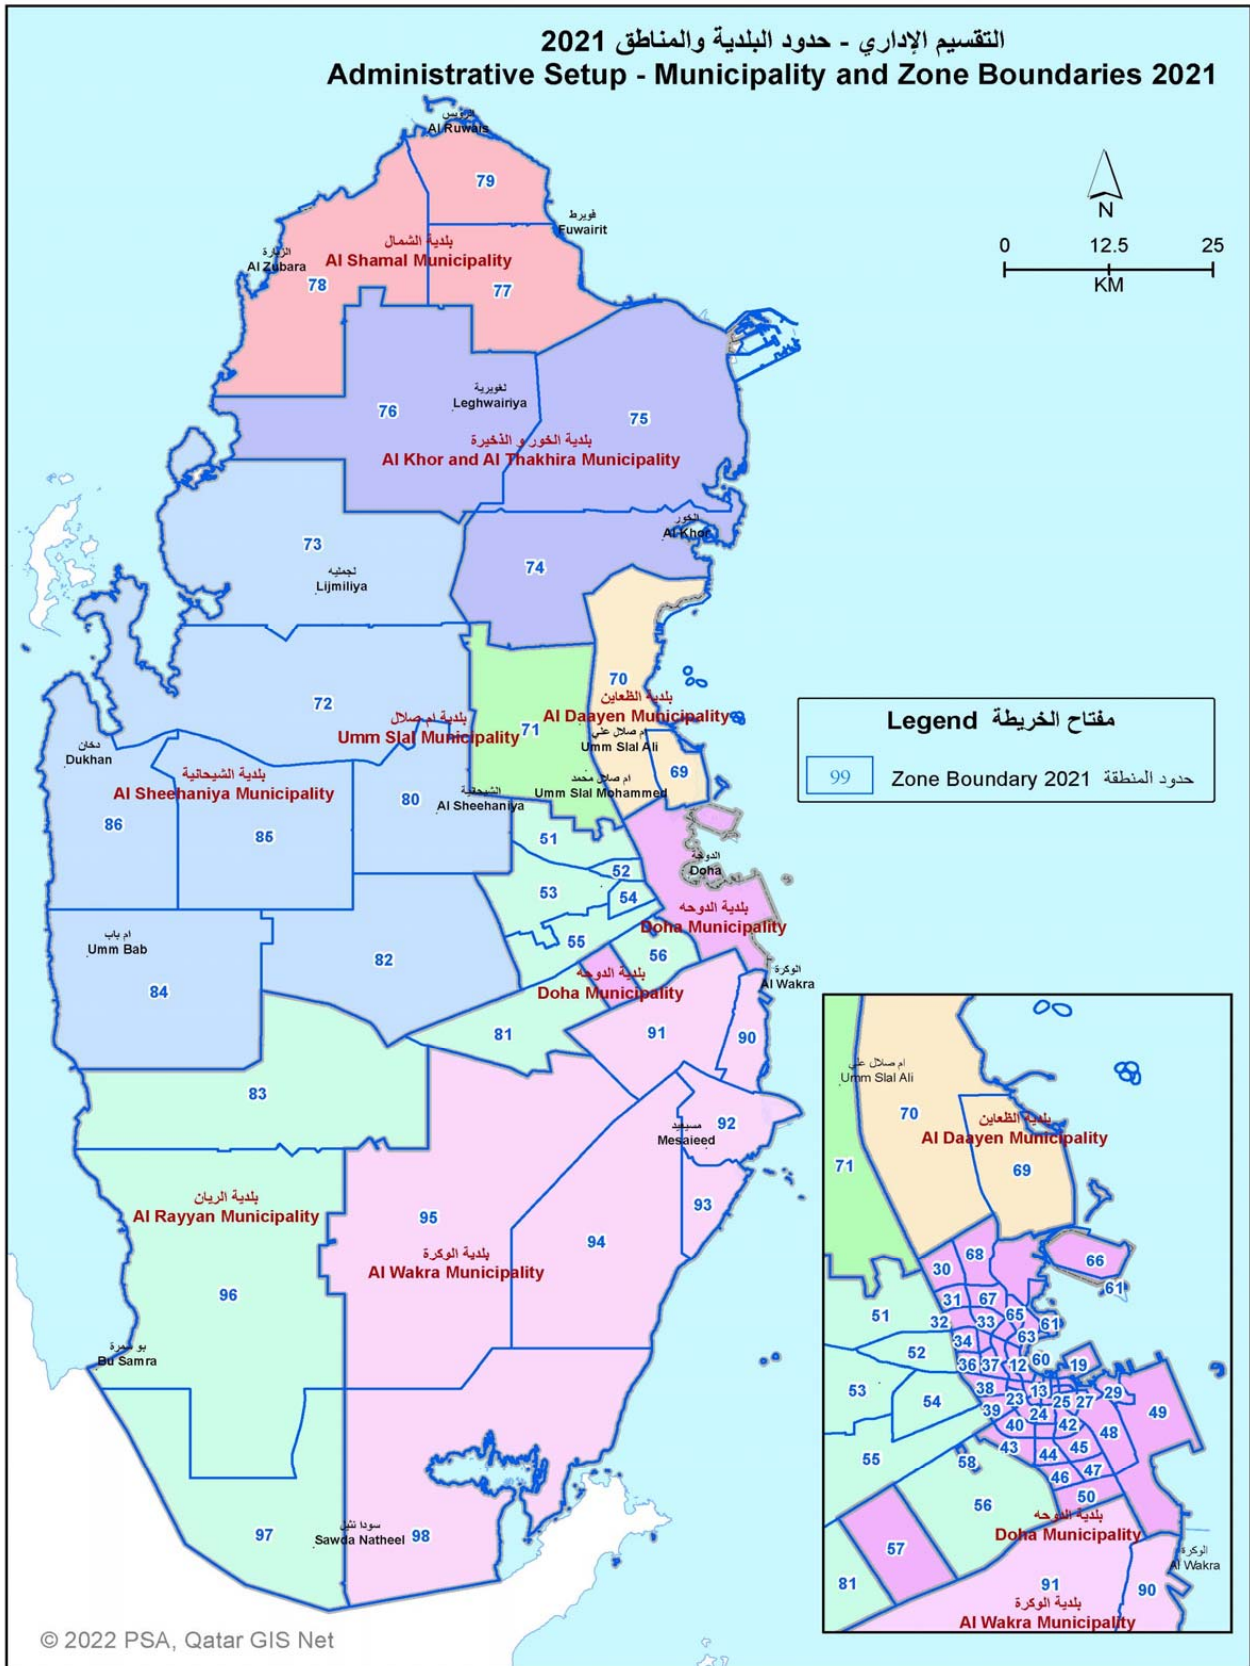 التقسيم الإداري - حدود البلدية والمناطق 2021
Administrative Setup - Municipality and Zone Boundaries 2021
الرويس
Al Ruwais
79
فويرط
Fuwairit
N
0 12.5 25
KM
بلدية الشمال
Al Shamal Municipality
الزبارة
Al Zubara
78
77
لغويرية
Leghwairiya
76
75
بلدية الخور و الذخيرة
Al Khor and Al Thakhira Municipality
الخور
Al Khor
73
74
لجميليه
Lijmiliya
70
72
بلدية الظعاين
Al Daayen Municipality
بلدية ام صلال
Umm Slal Municipality
71
ام صلال علي
Umm Slal Ali
69
مفتاح الخريطة Legend
99 Zone Boundary 2021 حدود المنطقة
دخان
Dukhan
بلدية الشيحانية
Al Sheehaniya Municipality
ام صلال محمد
Umm Slal Mohammed
80
الشيحانية
Al Sheehaniya
86
85
51
52
53
54
الدوحة
Doha
بلدية الدوحه
Doha Municipality
ام باب
Umm Bab
55
56
82
84
بلدية الدوحه
Doha Municipality
الوكرة
Al Wakra
81
91
90
83
92
مسيعيد
Mesaieed
93
بلدية الريان
Al Rayyan Municipality
95
94
بلدية الوكرة
Al Wakra Municipality
96
بو سمرة
Bu Samra
97
سودا نثيل
Sawda Natheel
98
© 2022 PSA, Qatar GIS Net
ام صلال علي
Umm Slal Ali
70
بلدية الظعاين
Al Daayen Municipality
71
69
68
30
66
61
31
67
51
32
33
65
61
34
63
52
36
37
12
60
19
53
54
38
13
29
23
25
27
39
24
49
40
42
48
43
44
45
55
58
46
47
56
50
بلدية الدوحه
Doha Municipality
57
الوكرة
Al Wakra
81
91
90
بلدية الوكرة
Al Wakra Municipality